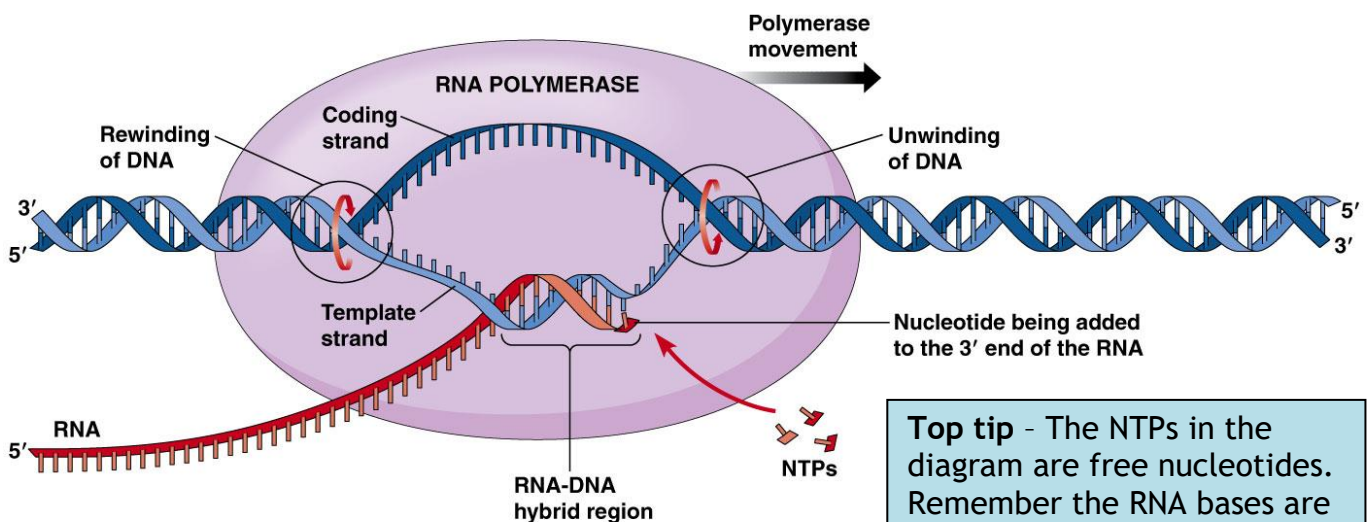 Polymerase
movement
RNA POLYMERASE
Coding
strand
Rewinding
of DNA
Unwinding
of DNA
3′
5′
5′
3′
Template
strand
Nucleotide being added
to the 3′ end of the RNA
RNA
5′
NTPs
RNA-DNA
hybrid region
Top tip – The NTPs in the
diagram are free nucleotides.
Remember the RNA bases are